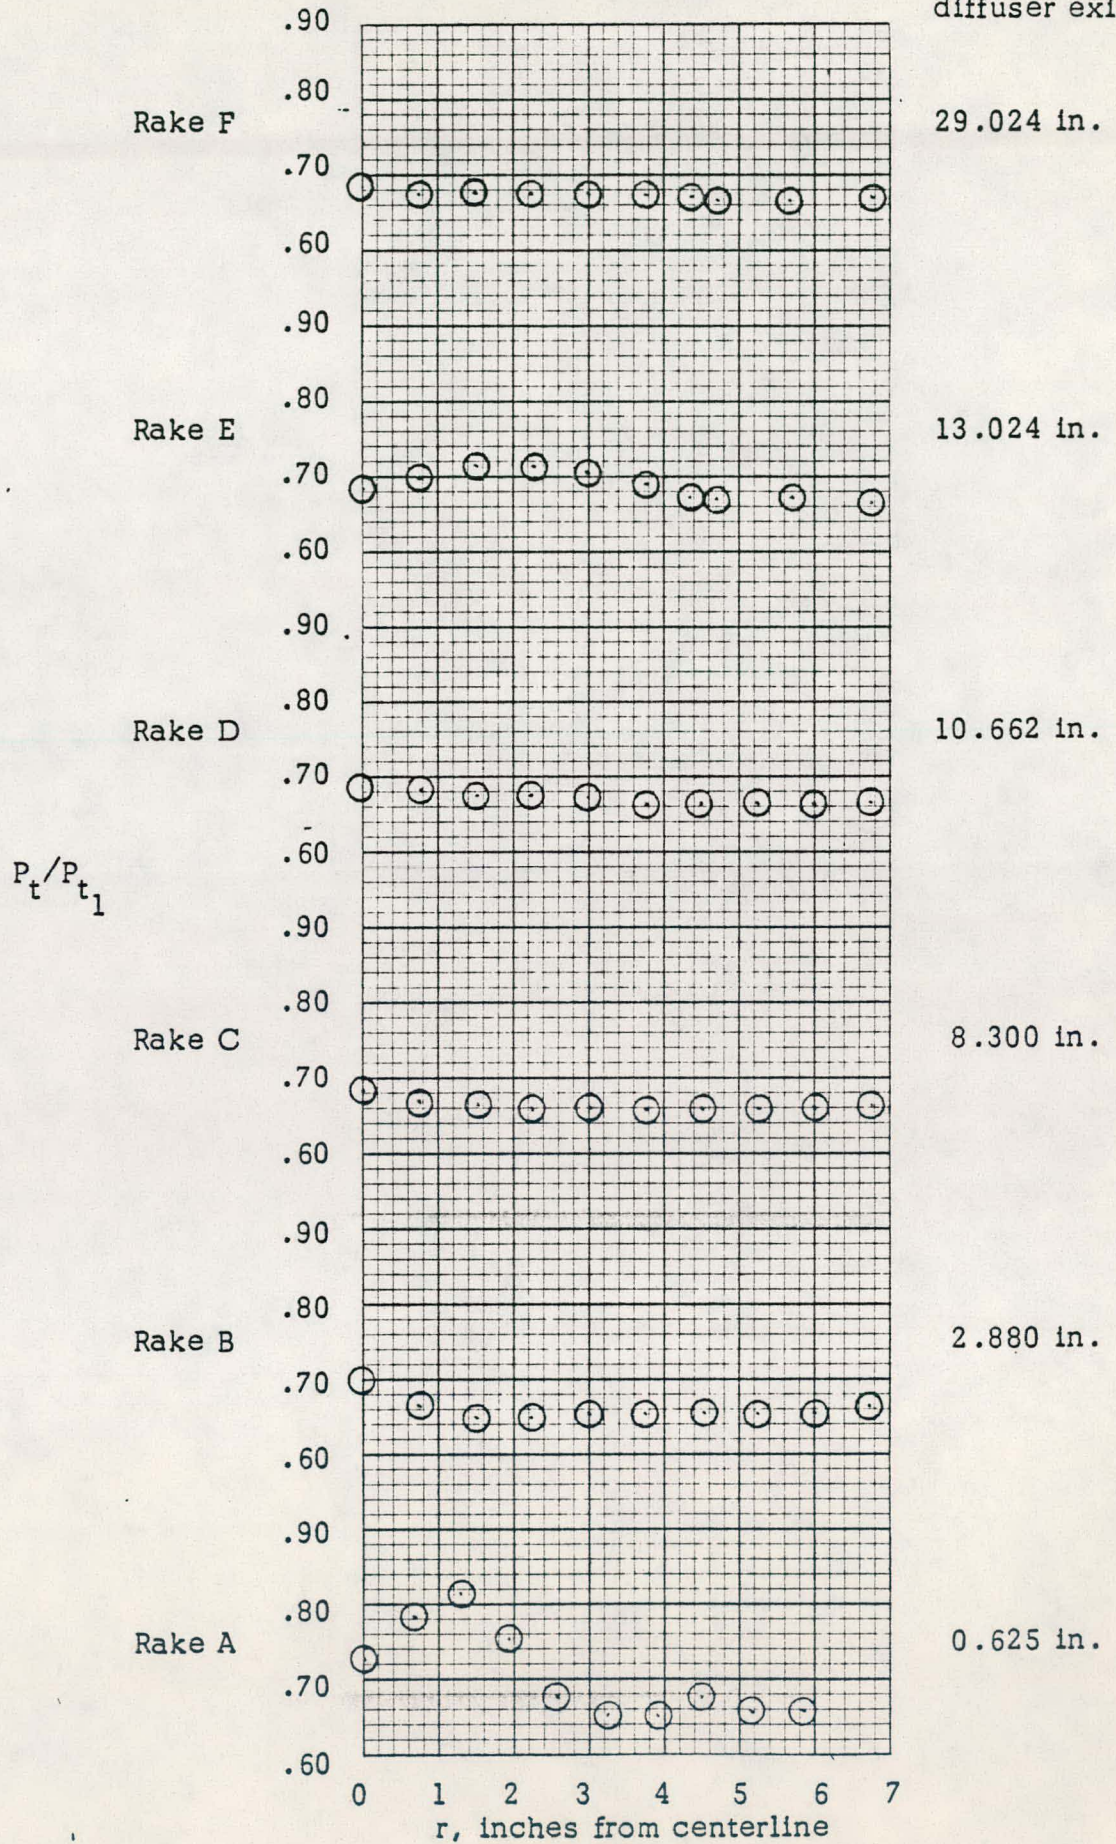 diffuser exi
.90
.80
Rake F 29.024 in.
.70
.60
.90
.80
Rake E 13.024 in.
.70
.60
.90
.80
Rake D 10.662 in.
.70
.60
Pt/Pt1
.90
.80
Rake C 8.300 in.
.70
.60
.90
.80
Rake B 2.880 in.
.70
.60
.90
.80
Rake A 0.625 in.
.70
.60
0 1 2 3 4 5 6 7
r, inches from centerline